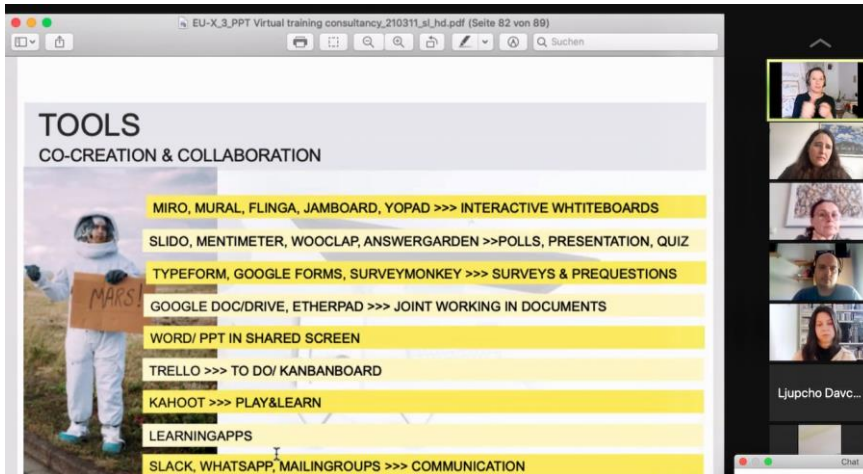 EU-X_3_PPT Virtual training consultancy_210311_sl_hd.pdf (Seite 82 von 89)
Suchen
TOOLS
CO-CREATION & COLLABORATION
MIRO, MURAL, FLINGA, JAMBOARD, YOPAD >>> INTERACTIVE WHTITEBOARDS
SLIDO, MENTIMETER, WOOCLAP, ANSWERGARDEN >>POLLS, PRESENTATION, QUIZ
TYPEFORM, GOOGLE FORMS, SURVEYMONKEY >>> SURVEYS & PREQUESTIONS
MARS!
GOOGLE DOC/DRIVE, ETHERPAD >>> JOINT WORKING IN DOCUMENTS
WORD/ PPT IN SHARED SCREEN
TRELLO >>> TO DO/ KANBANBOARD
KAHOOT >>> PLAY&LEARN
LEARNINGAPPS
SLACK, WHATSAPP, MAILINGROUPS >>> COMMUNICATION
Ljupcho Davc...
Chat